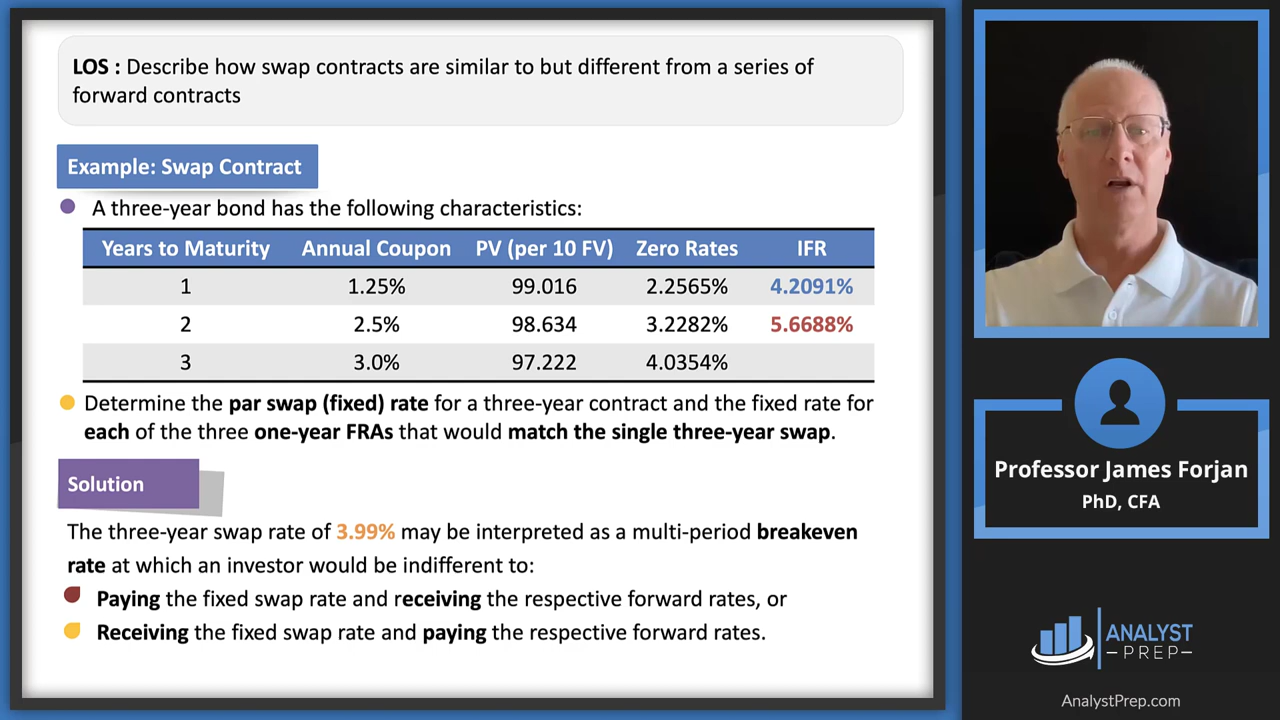 LOS : Describe how swap contracts are similar to but different from a series of
forward contracts
Example: Swap Contract
A three-year bond has the following characteristics:
Years to Maturity Annual Coupon PV (per 10 FV) Zero Rates IFR
1 1.25% 99.016 2.2565% 4.2091%
2 2.5% 98.634 3.2282% 5.6688%
3 3.0% 97.222 4.0354%
Determine the par swap (fixed) rate for a three-year contract and the fixed rate for
each of the three one-year FRAs that would match the single three-year swap.
Solution
The three-year swap rate of 3.99% may be interpreted as a multi-period breakeven
rate at which an investor would be indifferent to:
Paying the fixed swap rate and receiving the respective forward rates, or
Receiving the fixed swap rate and paying the respective forward rates.
Professor James Forjan
PhD, CFA
ANALYST
PREP
AnalystPrep.com